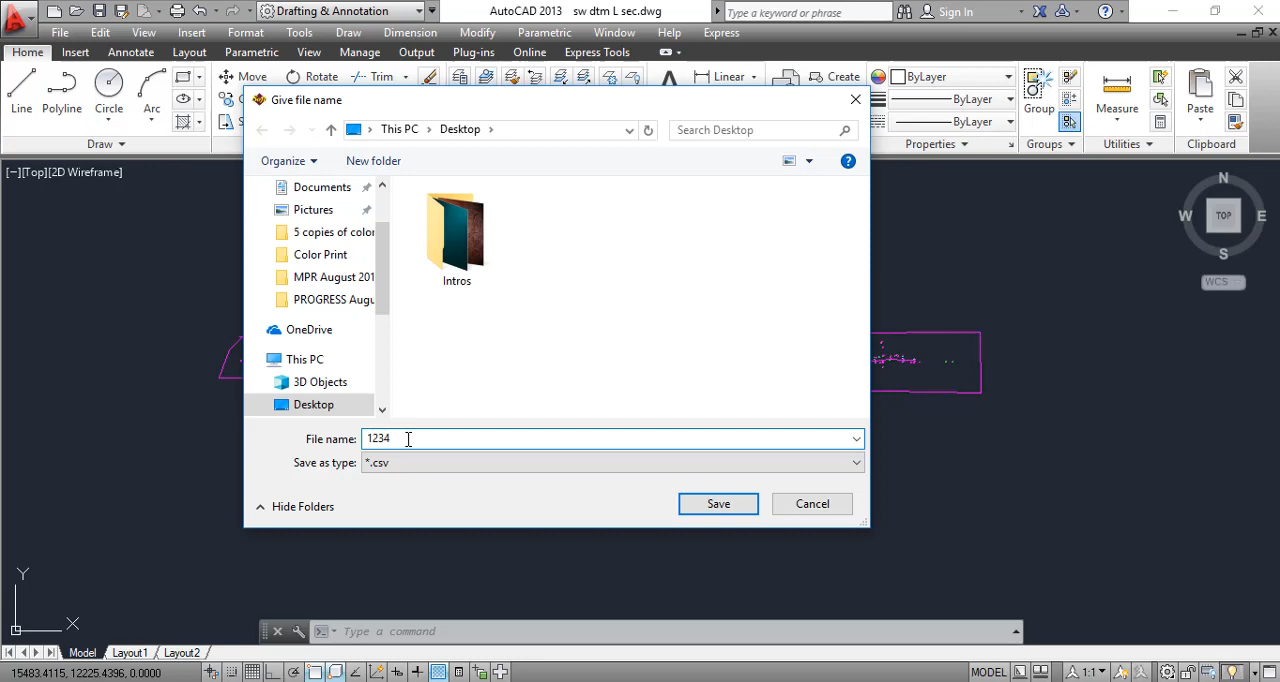 Drafting & Annotation
AutoCAD 2013 sw dtm L sec.dwg
Type a keyword or phrase
Sign In
File Edit View Insert Format Tools Draw Dimension Modify Parametric Window Help Express
Home Insert Annotate Layout Parametric View Manage Output Plug-ins Online Express Tools
Move Rotate Trim Linear Create ByLayer
Line Polyline Circle Arc C ByLayer Group Measure Paste
S ByLayer
Draw Properties Groups Utilities Clipboard
Give file name
This PC Desktop Search Desktop
Organize New folder
[−][Top][2D Wireframe]
Documents
Pictures
5 copies of color
Color Print
MPR August 201
PROGRESS Augu
OneDrive
This PC
3D Objects
Desktop
Intros
N
W TOP E
S
WCS
File name: 1234
Save as type: *.csv
Hide Folders Save Cancel
Y
X
Type a command
Model Layout1 Layout2
15483.4115, 12225.4396, 0.0000 MODEL A 1:1